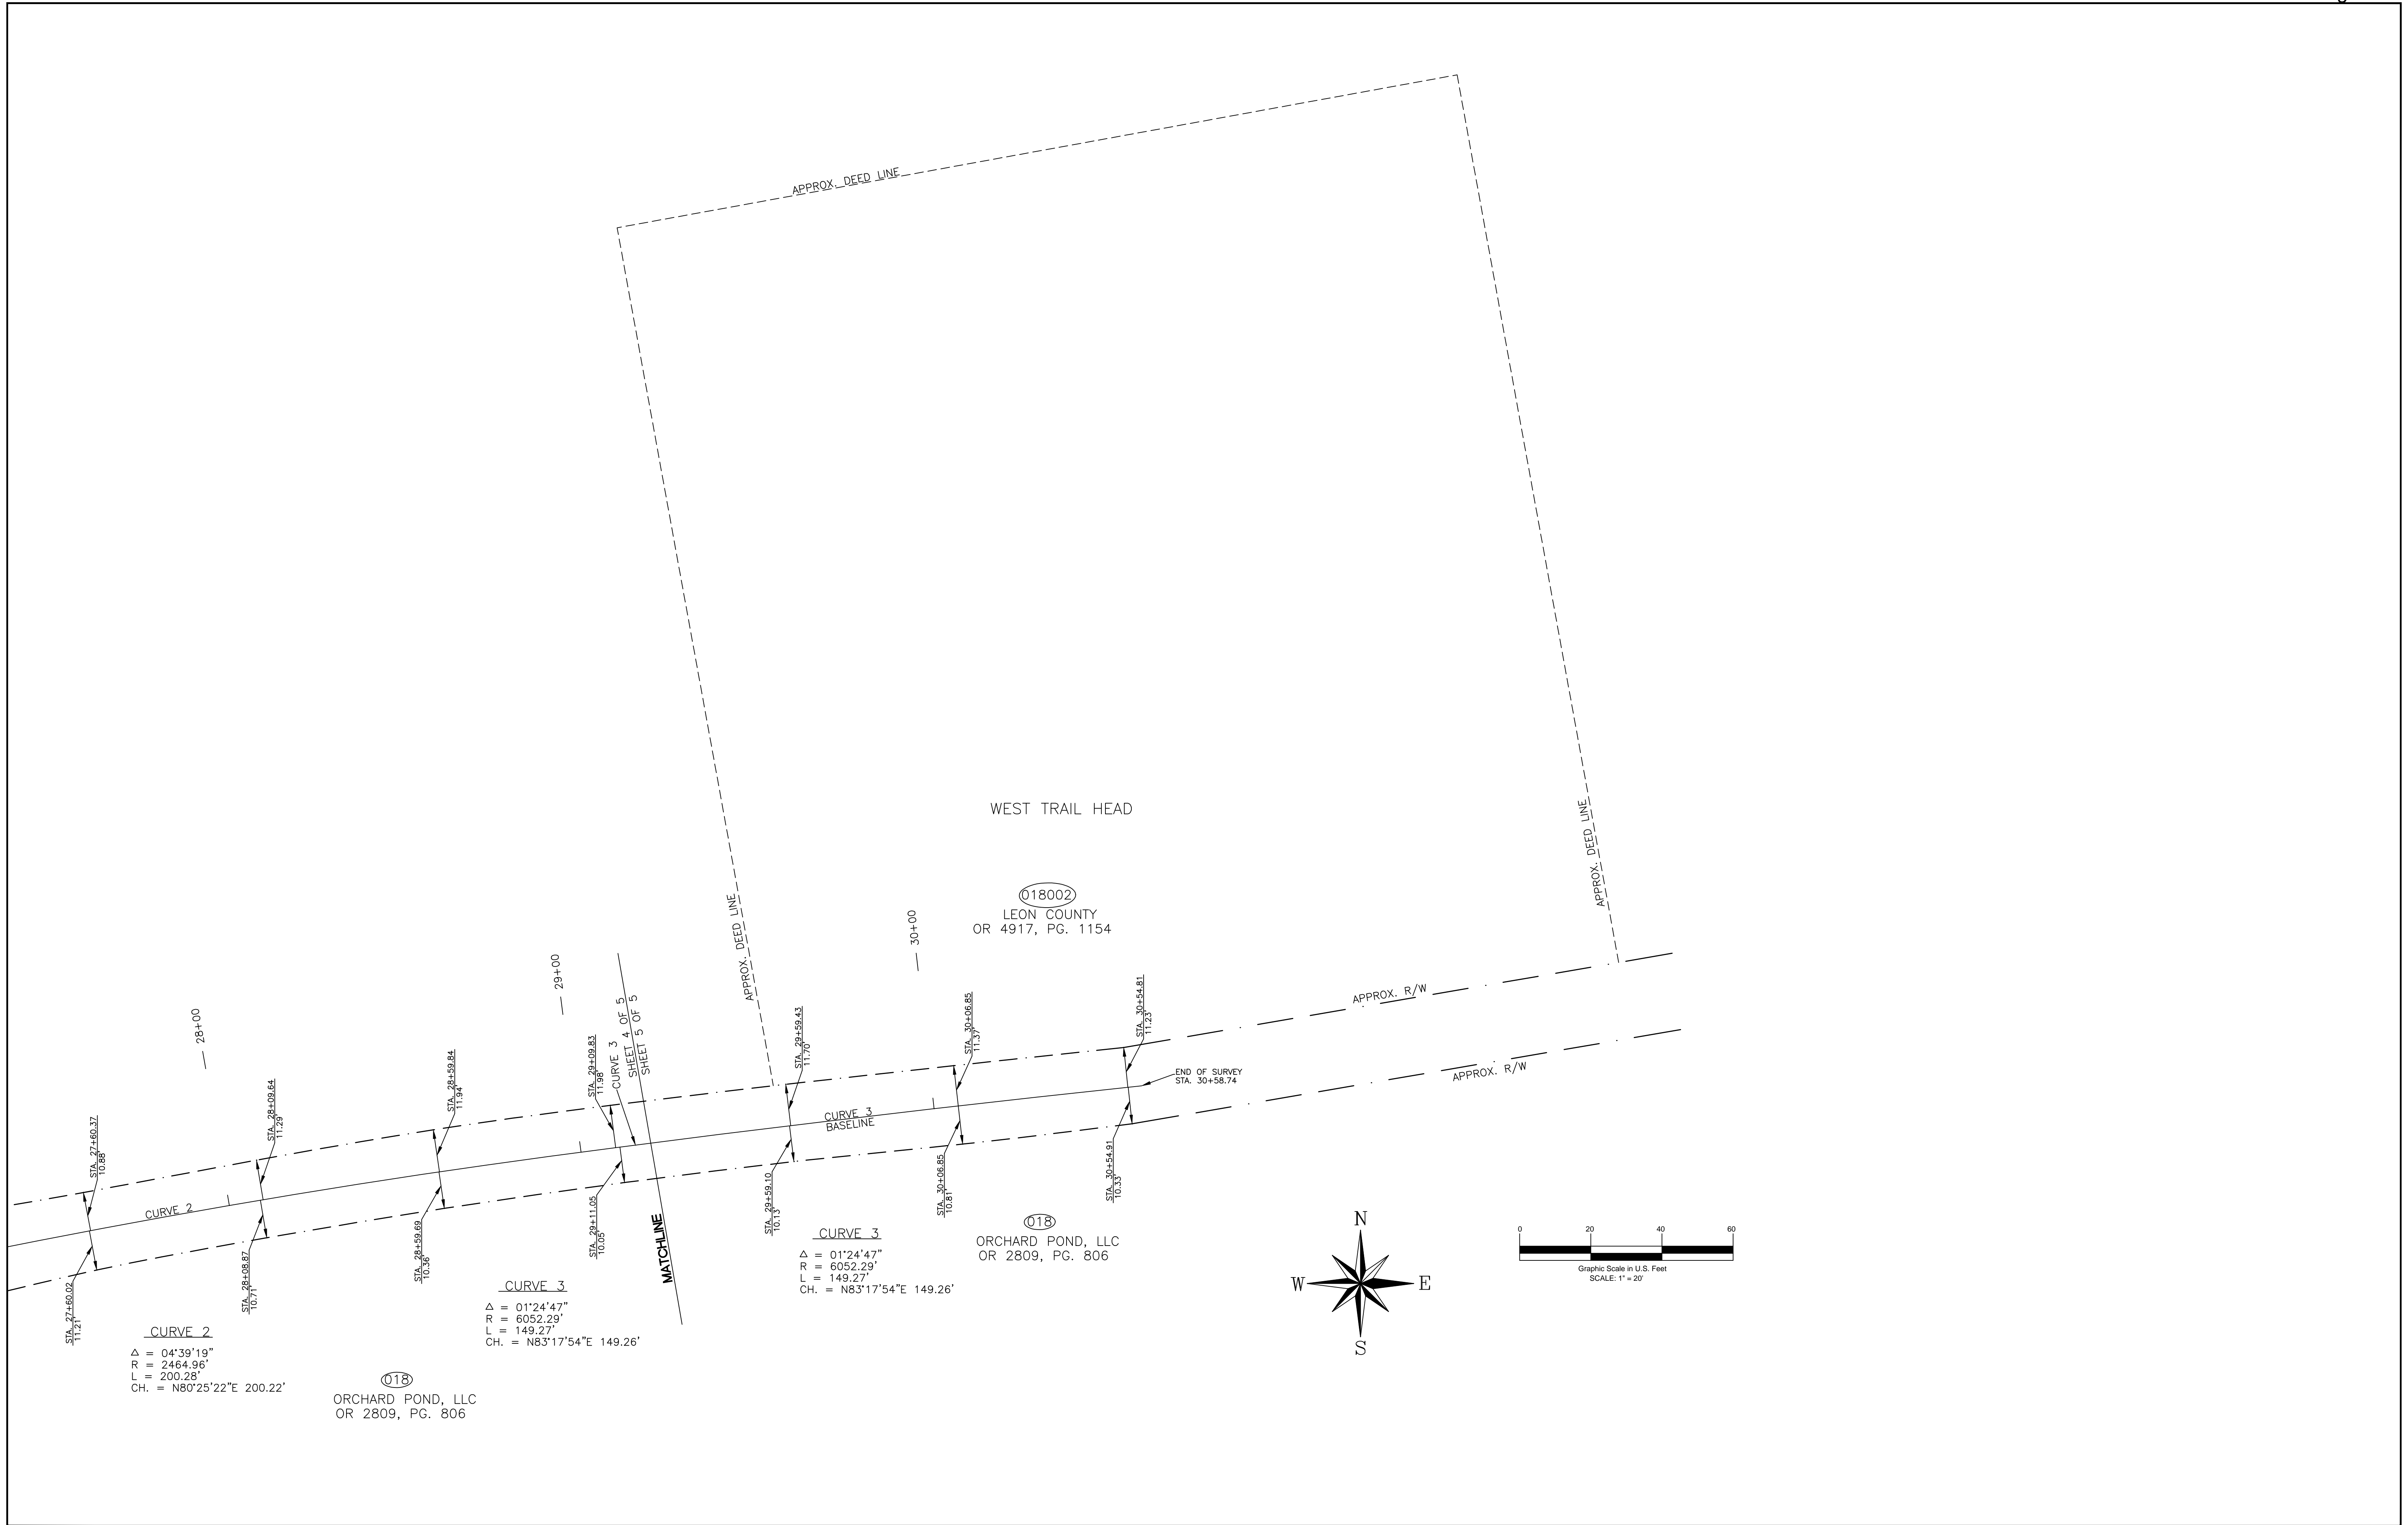 APPROX. DEED LINE
WEST TRAIL HEAD
APPROX. DEED LINE
018002
LEON COUNTY
OR 4917, PG. 1154
APPROX. DEED LINE
28+00
29+00
30+00
SHEET 4 OF 5
SHEET 5 OF 5
CURVE 3
MATCHLINE
STA. 27+60.37
10.88'
STA. 28+09.64
11.29'
STA. 28+59.84
11.94'
STA. 29+09.83
11.98'
STA. 29+59.43
11.70'
STA. 30+06.85
11.37'
STA. 30+54.81
11.23'
APPROX. R/W
APPROX. R/W
END OF SURVEY
STA. 30+58.74
CURVE 3
BASELINE
CURVE 2
STA. 27+60.02
11.21'
STA. 28+08.87
10.71'
STA. 28+59.69
10.36'
STA. 29+11.05
10.05'
STA. 29+59.10
10.13'
STA. 30+06.85
10.81'
STA. 30+54.91
10.33'
CURVE 2
Δ = 04°39'19"
R = 2464.96'
L = 200.28'
CH. = N80°25'22"E 200.22'
018
ORCHARD POND, LLC
OR 2809, PG. 806
CURVE 3
Δ = 01°24'47"
R = 6052.29'
L = 149.27'
CH. = N83°17'54"E 149.26'
CURVE 3
Δ = 01°24'47"
R = 6052.29'
L = 149.27'
CH. = N83°17'54"E 149.26'
018
ORCHARD POND, LLC
OR 2809, PG. 806
N
W E
S
0 20 40 60
Graphic Scale in U.S. Feet
SCALE: 1" = 20'